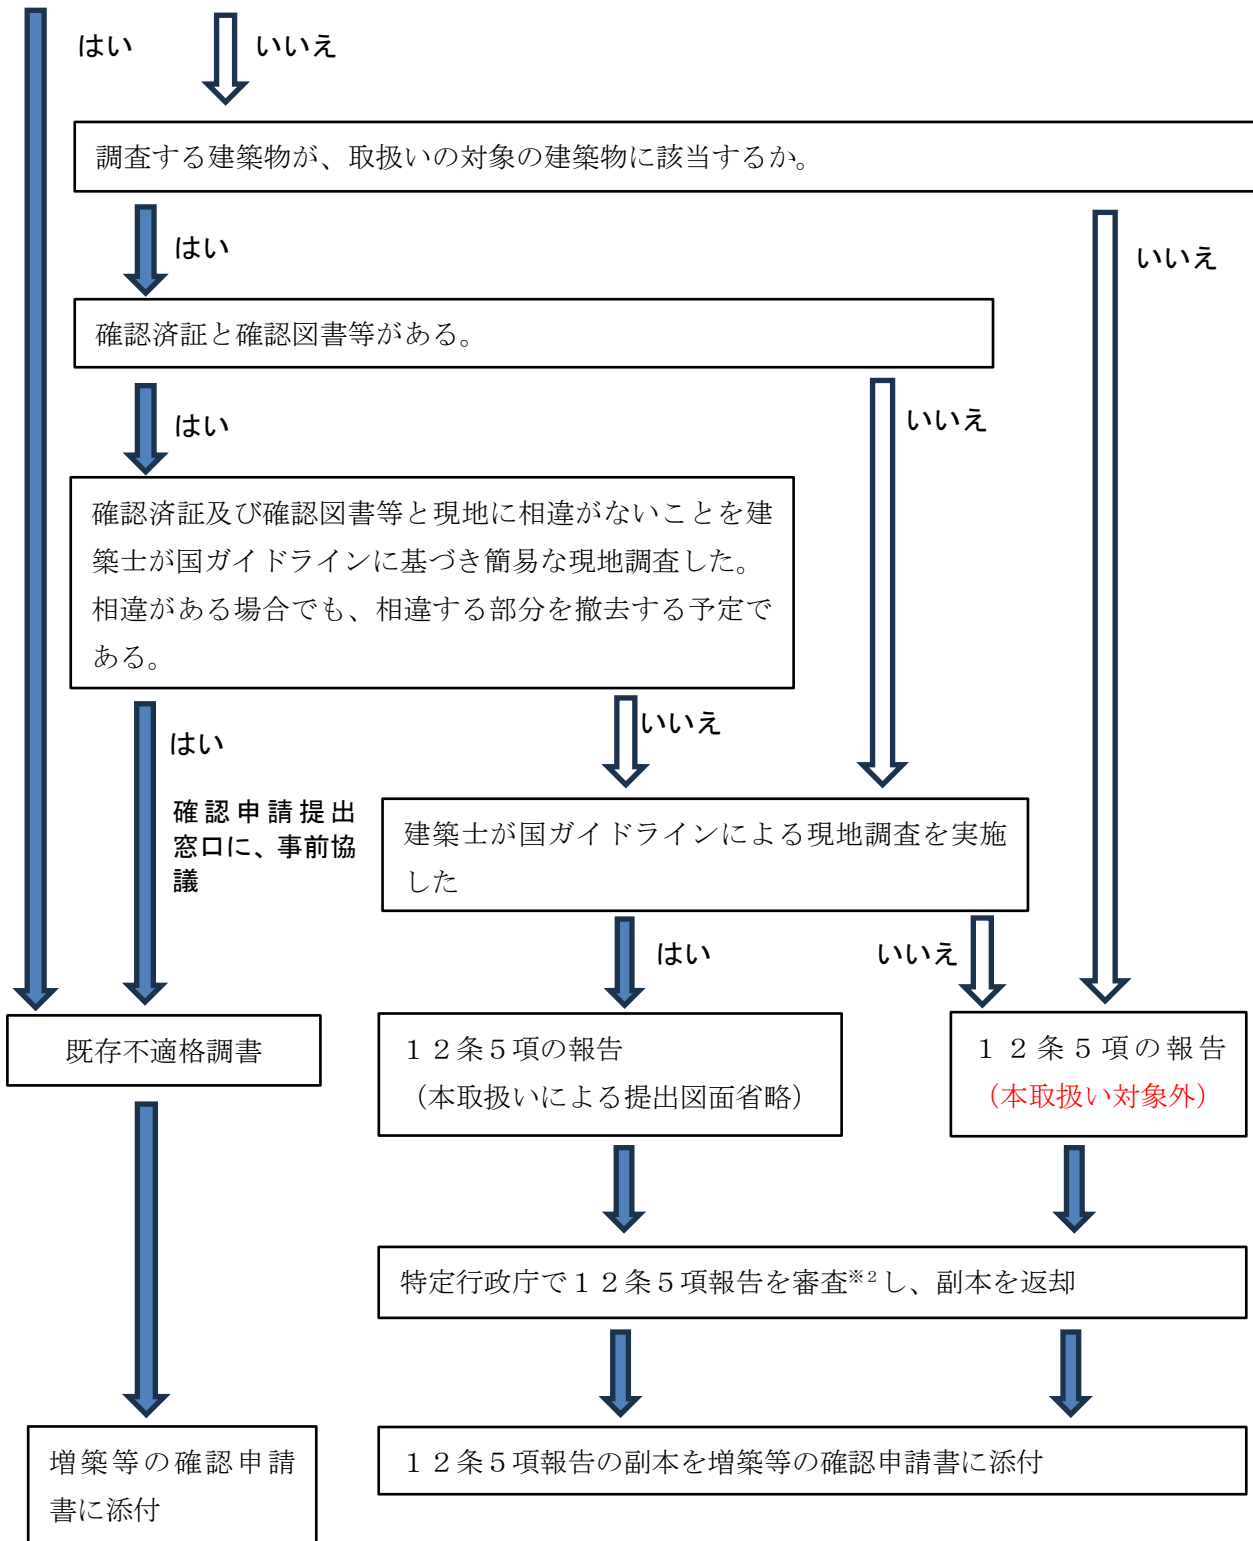 はい
いいえ
調査する建築物が、取扱いの対象の建築物に該当するか。
はい
いいえ
確認済証と確認図書等がある。
はい
いいえ
確認済証及び確認図書等と現地に相違がないことを建
築士が国ガイドラインに基づき簡易な現地調査した。
相違がある場合でも、相違する部分を撤去する予定で
ある。
はい
いいえ
確認申請提出
窓口に、事前協
議
建築士が国ガイドラインによる現地調査を実施
した
はい
いいえ
既存不適格調書
１２条５項の報告
（本取扱いによる提出図面省略）
１２条５項の報告
（本取扱い対象外）
特定行政庁で１２条５項報告を審査※2し、副本を返却
増築等の確認申請
書に添付
１２条５項報告の副本を増築等の確認申請書に添付